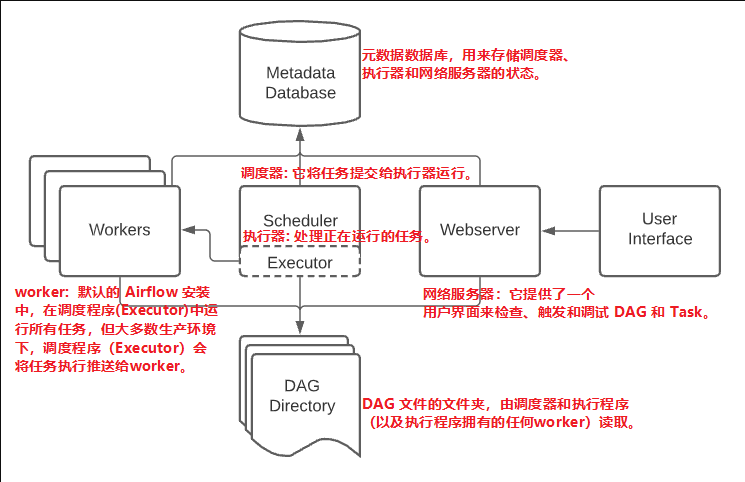 Metadata
Database
元数据数据库，用来存储调度器、
执行器和网络服务器的状态。
调度器: 它将任务提交给执行器运行。
Workers
Scheduler
执行器: 处理正在运行的任务。
Executor
Webserver
User
Interface
worker: 默认的 Airflow 安装
中，在调度程序(Executor)中运
行所有任务，但大多数生产环境
下，调度程序（Executor）会
将任务执行推送给worker。
网络服务器：它提供了一个
用户界面来检查、触发和调试 DAG 和 Task。
DAG
Directory
DAG 文件的文件夹，由调度器和执行程序
（以及执行程序拥有的任何worker）读取。